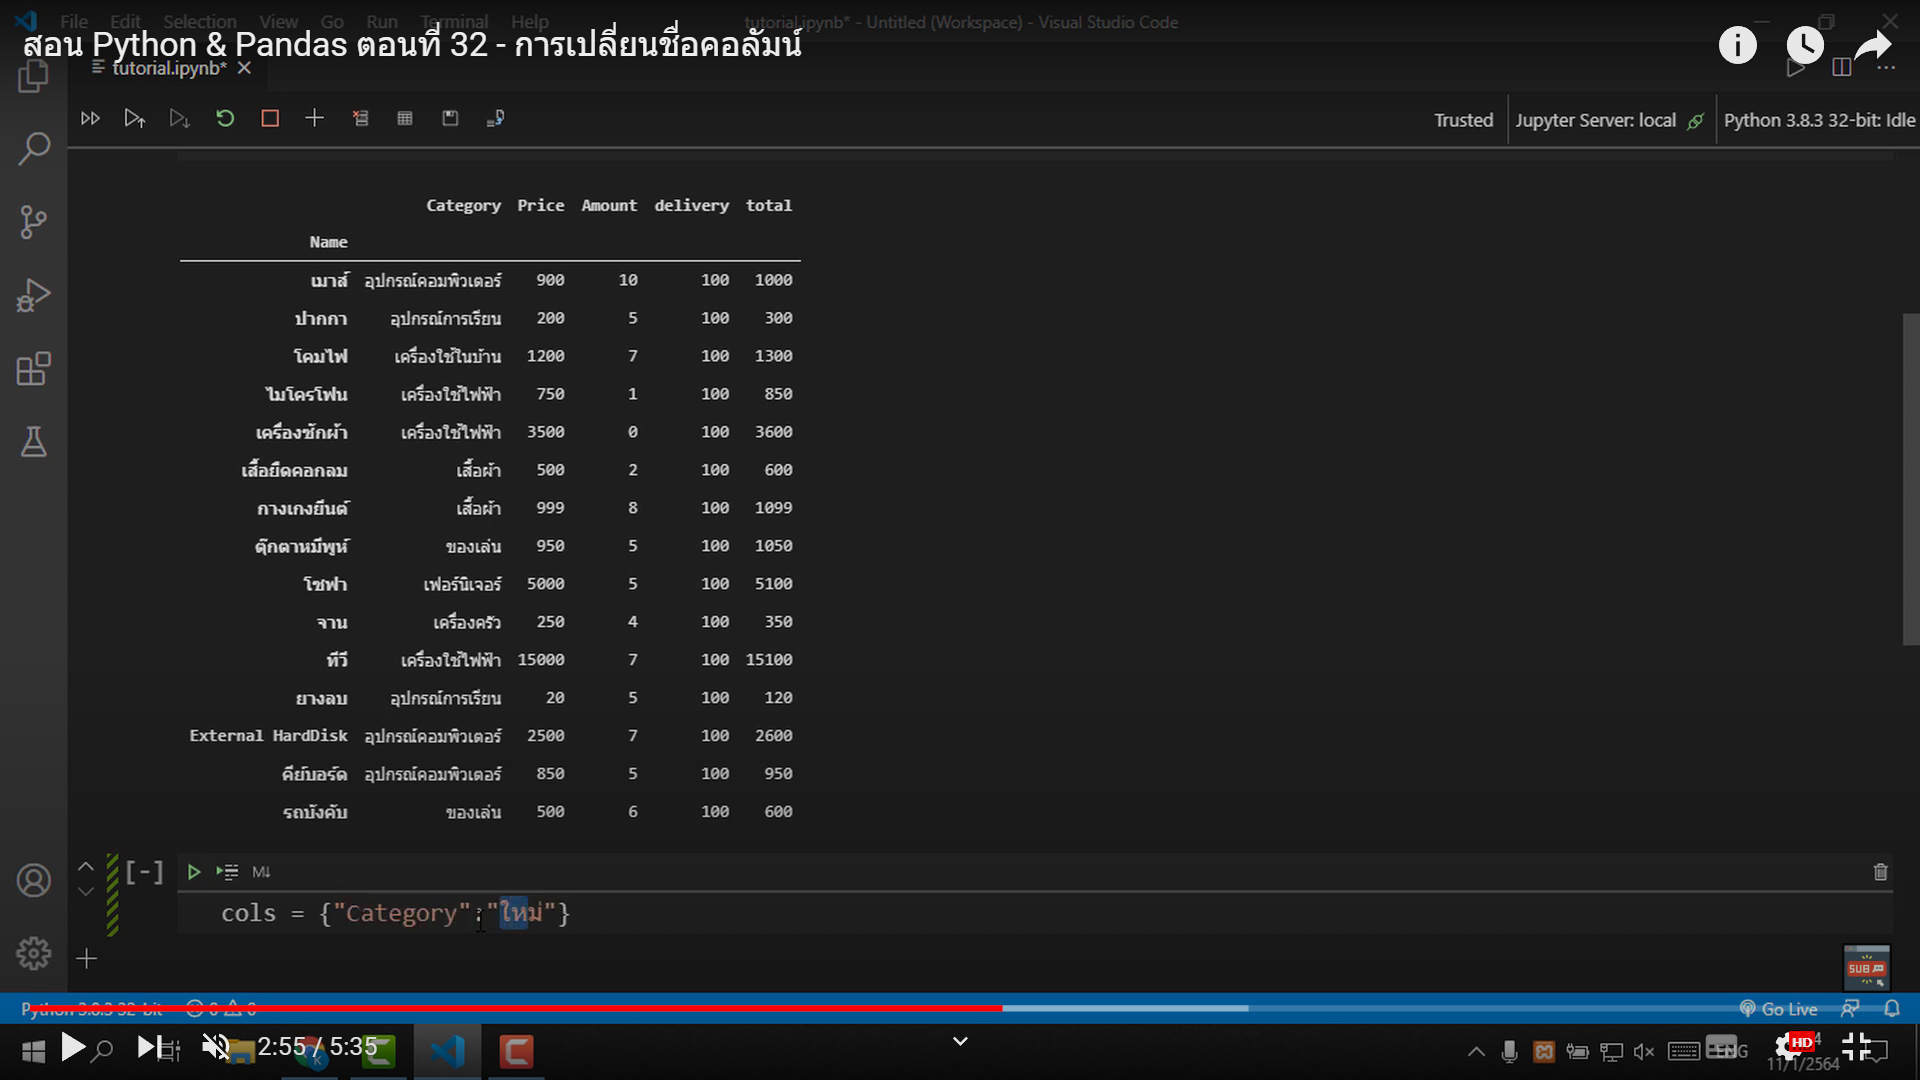 File Edit Selection View Go Run Terminal Help tutorial.ipynb* - Untitled (Workspace) - Visual Studio Code
สอน Python & Pandas ตอนที่ 32 - การเปลี่ยนชื่อคอลัมน์
tutorial.ipynb*
Trusted Jupyter Server: local Python 3.8.3 32-bit: Idle
Category Price Amount delivery total
Name
เมาส์ อุปกรณ์คอมพิวเตอร์ 900 10 100 1000
ปากกา อุปกรณ์การเรียน 200 5 100 300
โคมไฟ เครื่องใช้ในบ้าน 1200 7 100 1300
ไมโครโฟน เครื่องใช้ไฟฟ้า 750 1 100 850
เครื่องซักผ้า เครื่องใช้ไฟฟ้า 3500 0 100 3600
เสื้อยืดคอกลม เสื้อผ้า 500 2 100 600
กางเกงยีนต์ เสื้อผ้า 999 8 100 1099
ตุ๊กตาหมีพูห์ ของเล่น 950 5 100 1050
โซฟา เฟอร์นิเจอร์ 5000 5 100 5100
จาน เครื่องครัว 250 4 100 350
ทีวี เครื่องใช้ไฟฟ้า 15000 7 100 15100
ยางลบ อุปกรณ์การเรียน 20 5 100 120
External HardDisk อุปกรณ์คอมพิวเตอร์ 2500 7 100 2600
คีย์บอร์ด อุปกรณ์คอมพิวเตอร์ 850 5 100 950
รถบังคับ ของเล่น 500 6 100 600
[-] M↓
cols = {"Category":"ใหม่"}
SUB
Python 3.8.3 32-bit 0 0 Go Live
2:55 / 5:35 ENG HD
11/1/2564